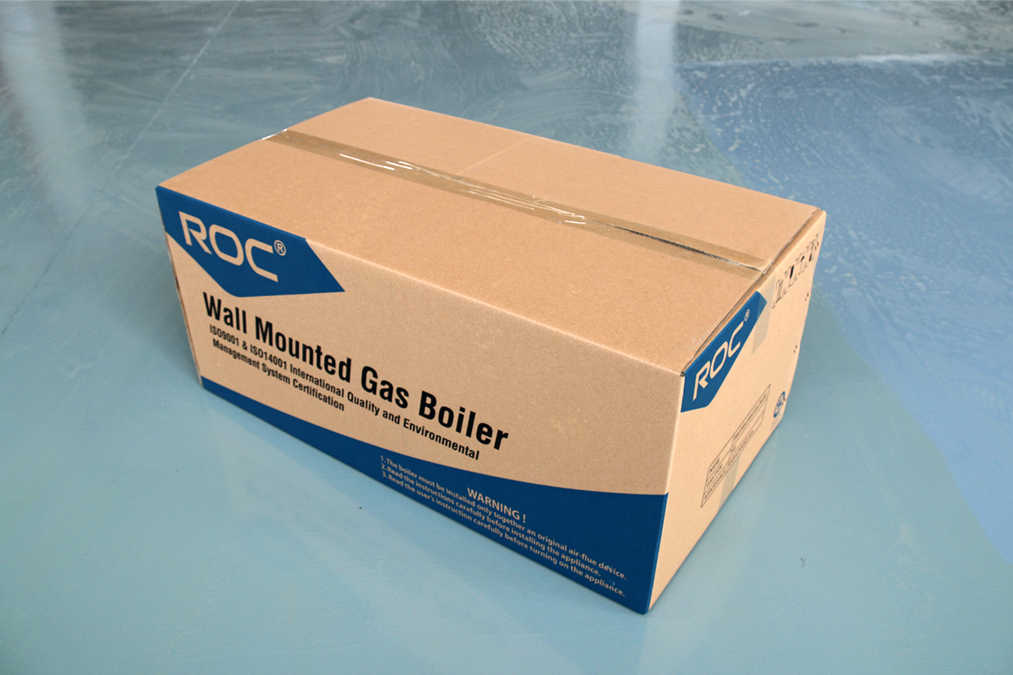 ROC®
Wall Mounted Gas Boiler
ISO9001 & ISO14001 International Quality and Environmental
Management System Certification
WARNING !
1.The boiler must be installed only together an original air-flue device.
2.Read the instructions carefully before installing the appliance.
3.Read the user's instruction carefully before turning on the appliance.
ROC®